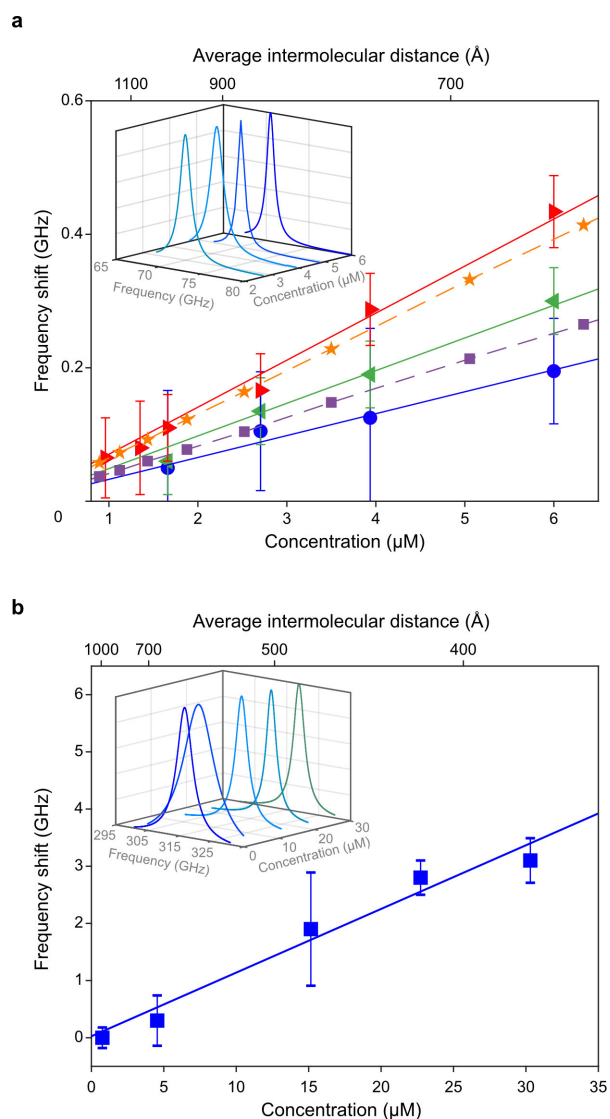 a
Average intermolecular distance (Å)
1100 900 700
0.6
0.4
0.2
0
Frequency shift (GHz)
65 70 75 80
Frequency (GHz)
2 3 4 5 6
Concentration (µM)
1 2 3 4 5 6
Concentration (µM)
b
Average intermolecular distance (Å)
1000 700 500 400
6
5
4
3
2
1
0
Frequency shift (GHz)
295 305 315 325
Frequency (GHz)
0 10 20 30
Concentration (µM)
0 5 10 15 20 25 30 35
Concentration (µM)